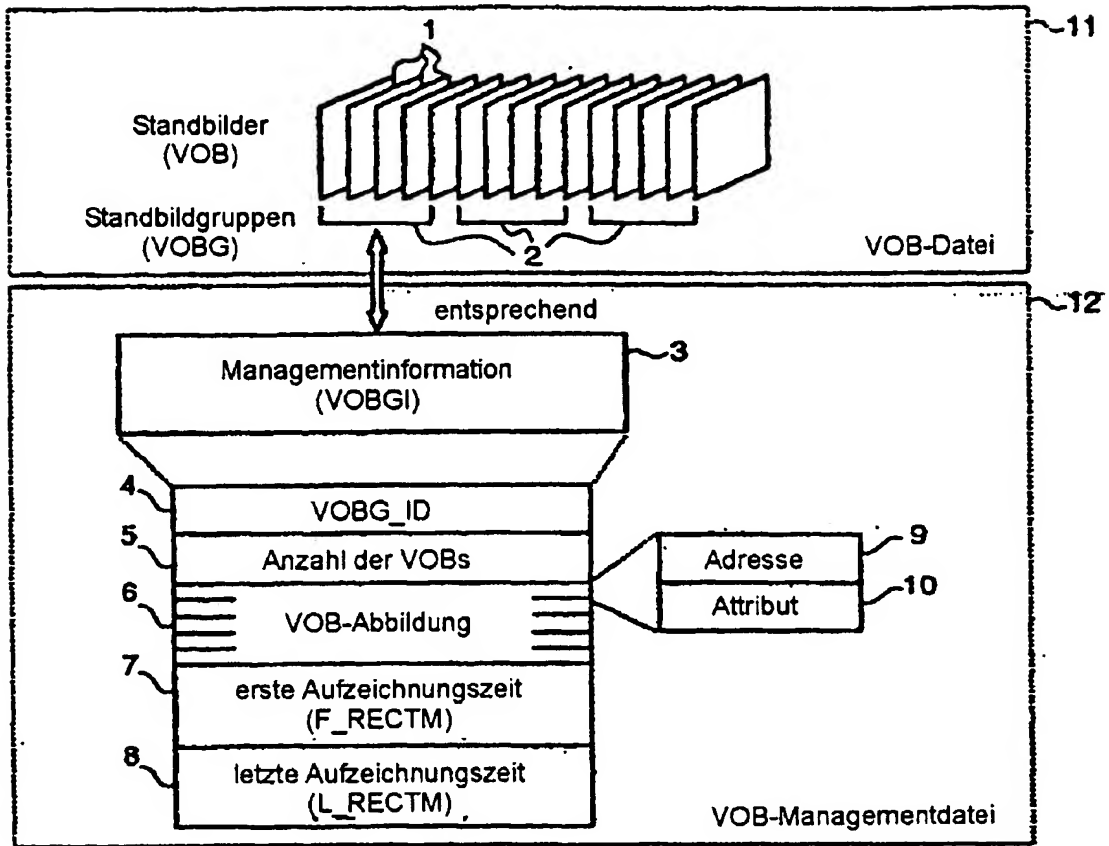 1
11
Standbilder
(VOB)
Standbildgruppen
(VOBG)
2
VOB-Datei
12
entsprechend
3
Managementinformation
(VOBGI)
4
VOBG_ID
5
Anzahl der VOBs
9
Adresse
10
Attribut
6
VOB-Abbildung
7
erste Aufzeichnungszeit
(F_RECTM)
8
letzte Aufzeichnungszeit
(L_RECTM)
VOB-Managementdatei